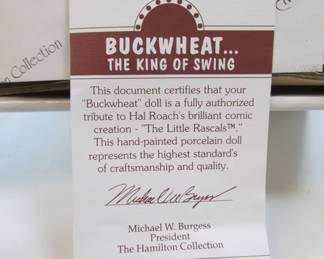 BUCKWHEAT...
THE KING OF SWING
This document certifies that your
"Buckwheat" doll is a fully authorized
tribute to Hal Roach's brilliant comic
creation - "The Little Rascals™."
This hand-painted porcelain doll
represents the highest standard's
of craftsmanship and quality.
Michael W Burgess
Michael W. Burgess
President
The Hamilton Collection
Collection